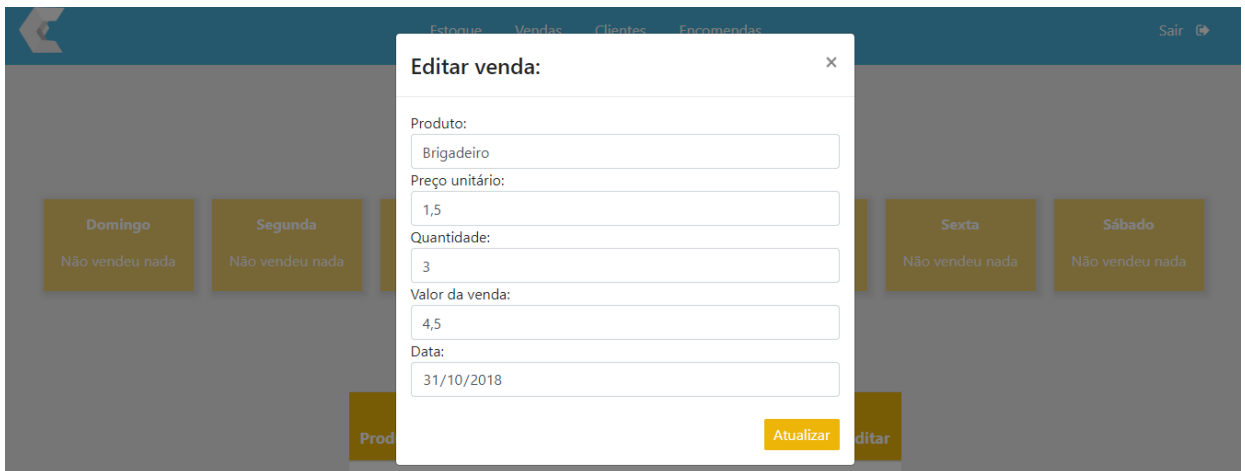 Estoque Vendas Clientes Encomendas Sair
Editar venda: ×
Produto:
Brigadeiro
Preço unitário:
1,5
Domingo Segunda Sexta Sábado
Quantidade:
Não vendeu nada Não vendeu nada Não vendeu nada Não vendeu nada
3
Valor da venda:
4,5
Data:
31/10/2018
Atualizar
Prod ditar